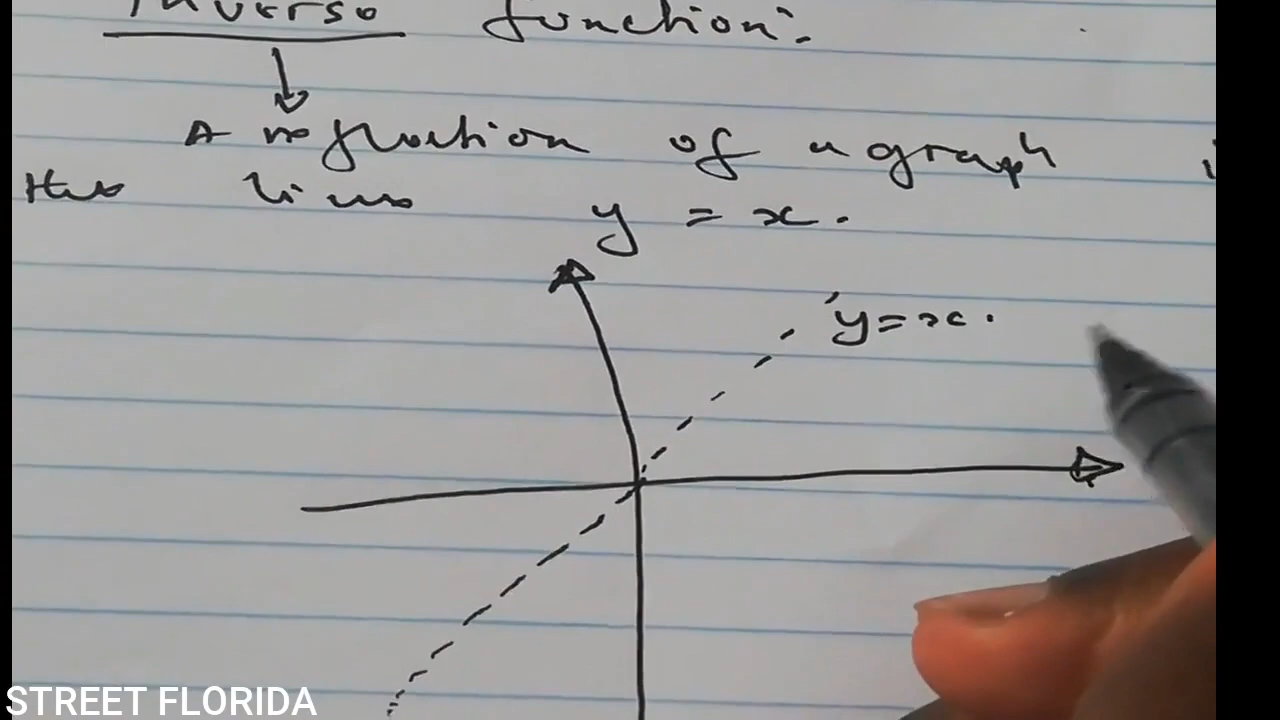 Inverse function:
A reflection of a graph i
the line y = x.
y = x.
STREET FLORIDA